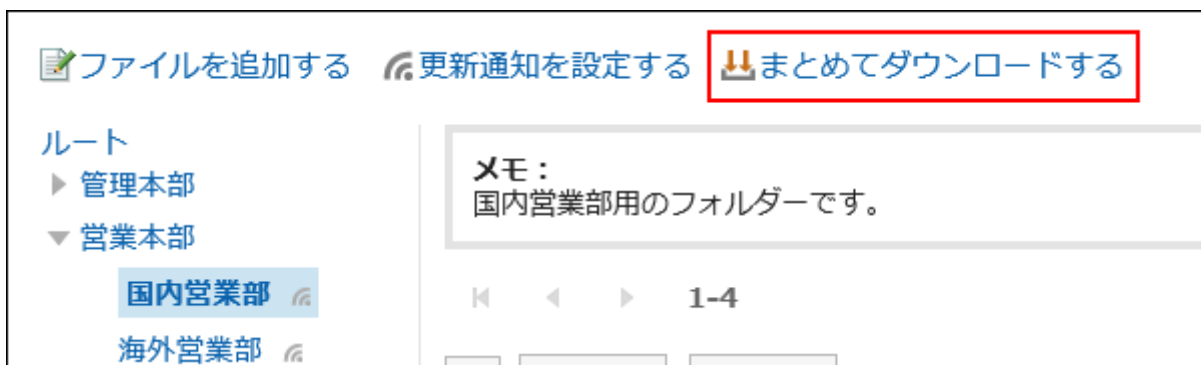 ファイルを追加する 更新通知を設定する まとめてダウンロードする
ルート
管理本部
営業本部
国内営業部
海外営業部
メモ：
国内営業部用のフォルダーです。
1-4